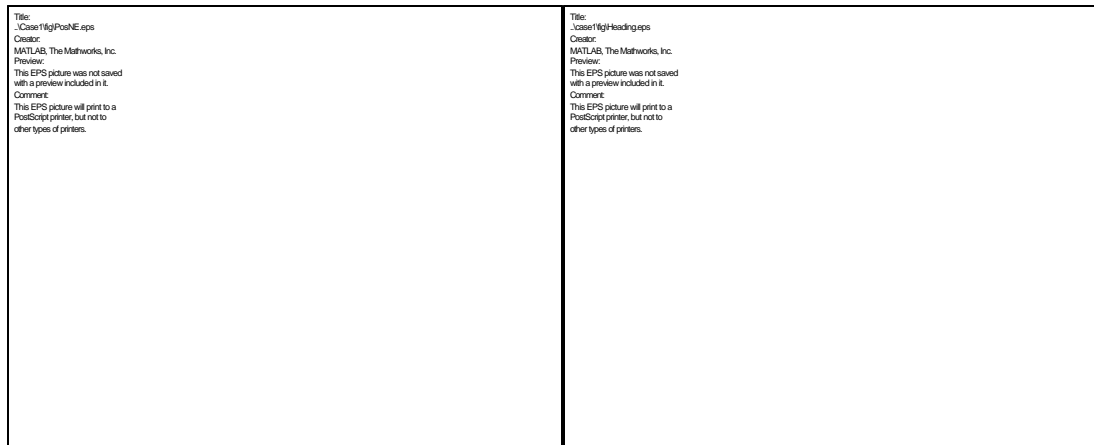 Title:
..\Case1\fig\PosNE.eps
Creator:
MATLAB, The Mathworks, Inc.
Preview:
This EPS picture was not saved
with a preview included in it.
Comment:
This EPS picture will print to a
PostScript printer, but not to
other types of printers.
Title:
..\case1\fig\Heading.eps
Creator:
MATLAB, The Mathworks, Inc.
Preview:
This EPS picture was not saved
with a preview included in it.
Comment:
This EPS picture will print to a
PostScript printer, but not to
other types of printers.